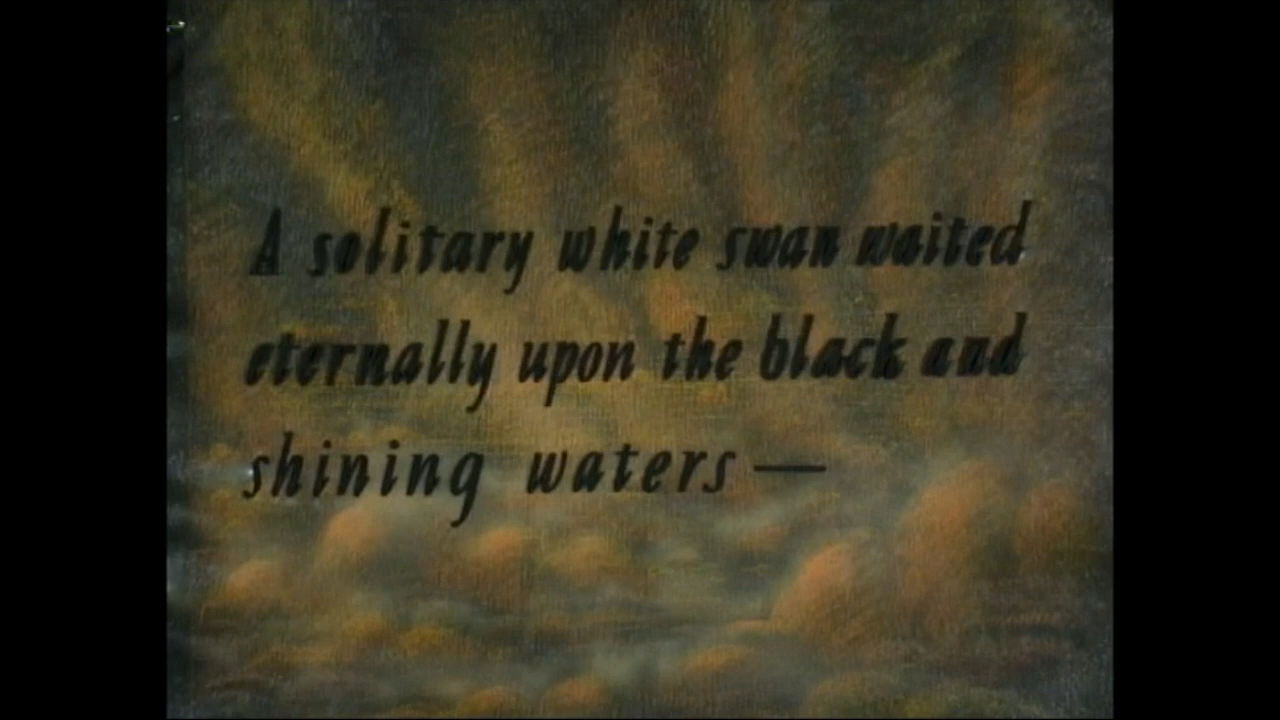 A solitary white swan waited
eternally upon the black and
shining waters —